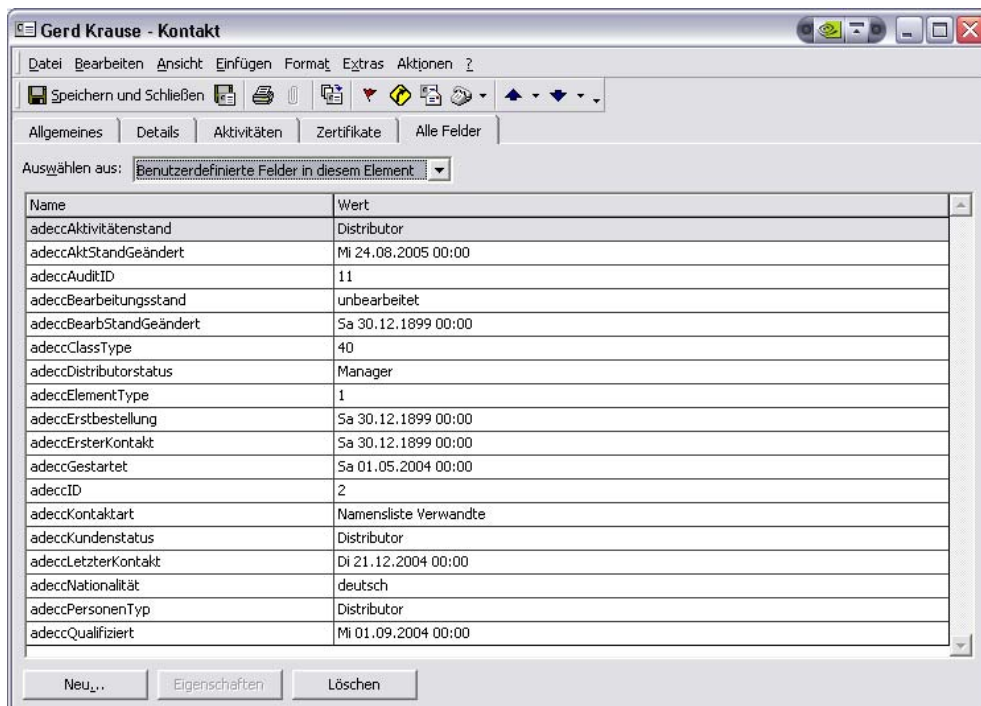 Gerd Krause - Kontakt
Datei Bearbeiten Ansicht Einfügen Format Extras Aktionen ?
Speichern und Schließen
Allgemeines Details Aktivitäten Zertifikate Alle Felder
Auswählen aus: Benutzerdefinierte Felder in diesem Element
Name Wert
adeccAktivitätenstand Distributor
adeccAktStandGeändert Mi 24.08.2005 00:00
adeccAuditID 11
adeccBearbeitungsstand unbearbeitet
adeccBearbStandGeändert Sa 30.12.1899 00:00
adeccClassType 40
adeccDistributorstatus Manager
adeccElementType 1
adeccErstbestellung Sa 30.12.1899 00:00
adeccErsterKontakt Sa 30.12.1899 00:00
adeccGestartet Sa 01.05.2004 00:00
adeccID 2
adeccKontaktart Namensliste Verwandte
adeccKundenstatus Distributor
adeccLetzterKontakt Di 21.12.2004 00:00
adeccNationalität deutsch
adeccPersonenTyp Distributor
adeccQualifiziert Mi 01.09.2004 00:00
Neu... Eigenschaften Löschen